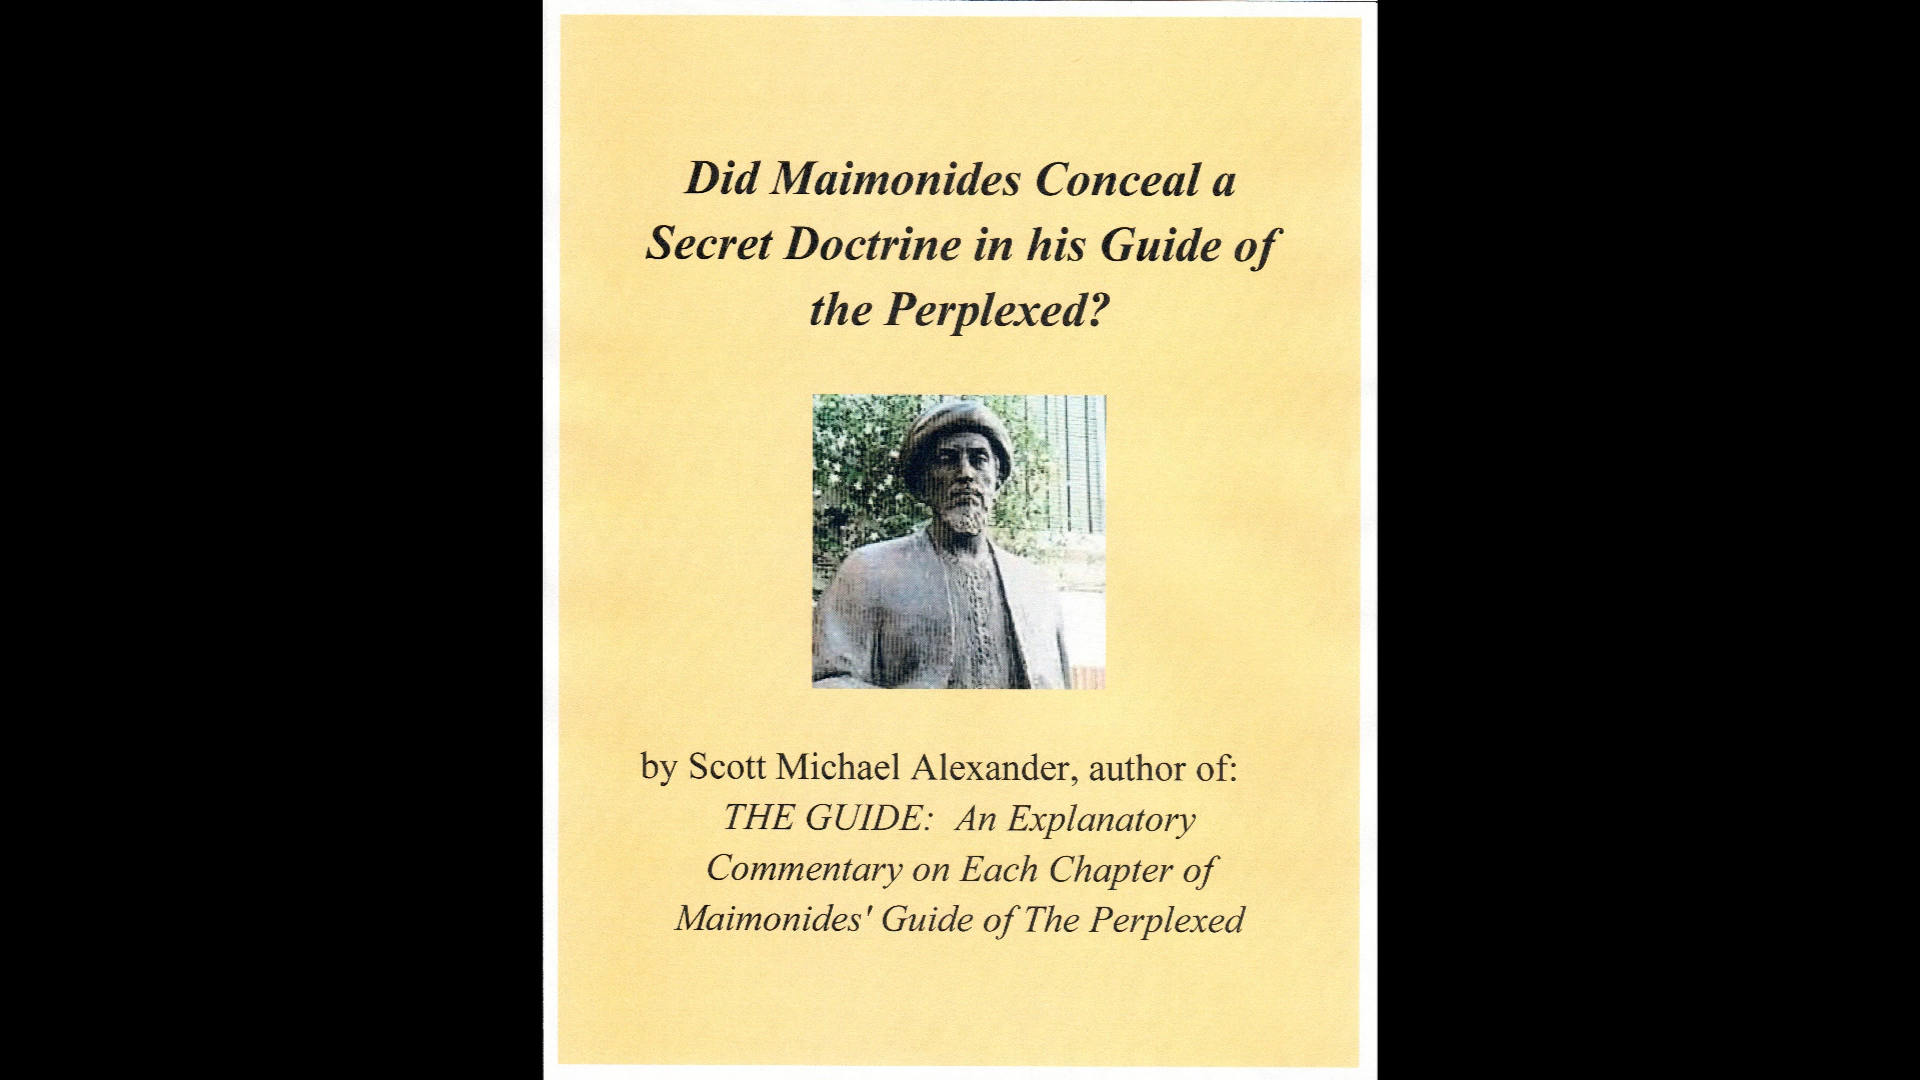 Did Maimonides Conceal a
Secret Doctrine in his Guide of
the Perplexed?
by Scott Michael Alexander, author of:
THE GUIDE: An Explanatory
Commentary on Each Chapter of
Maimonides' Guide of The Perplexed